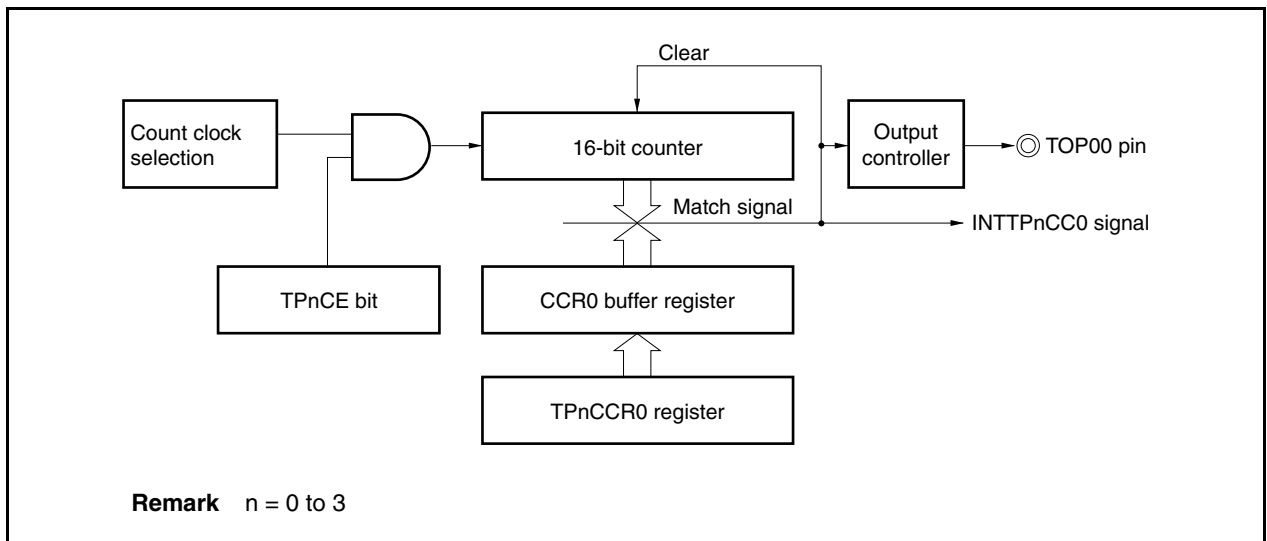 Clear
Count clock
selection
16-bit counter
Output
controller
TOP00 pin
Match signal
INTTPnCC0 signal
TPnCE bit
CCR0 buffer register
TPnCCR0 register
Remark n = 0 to 3